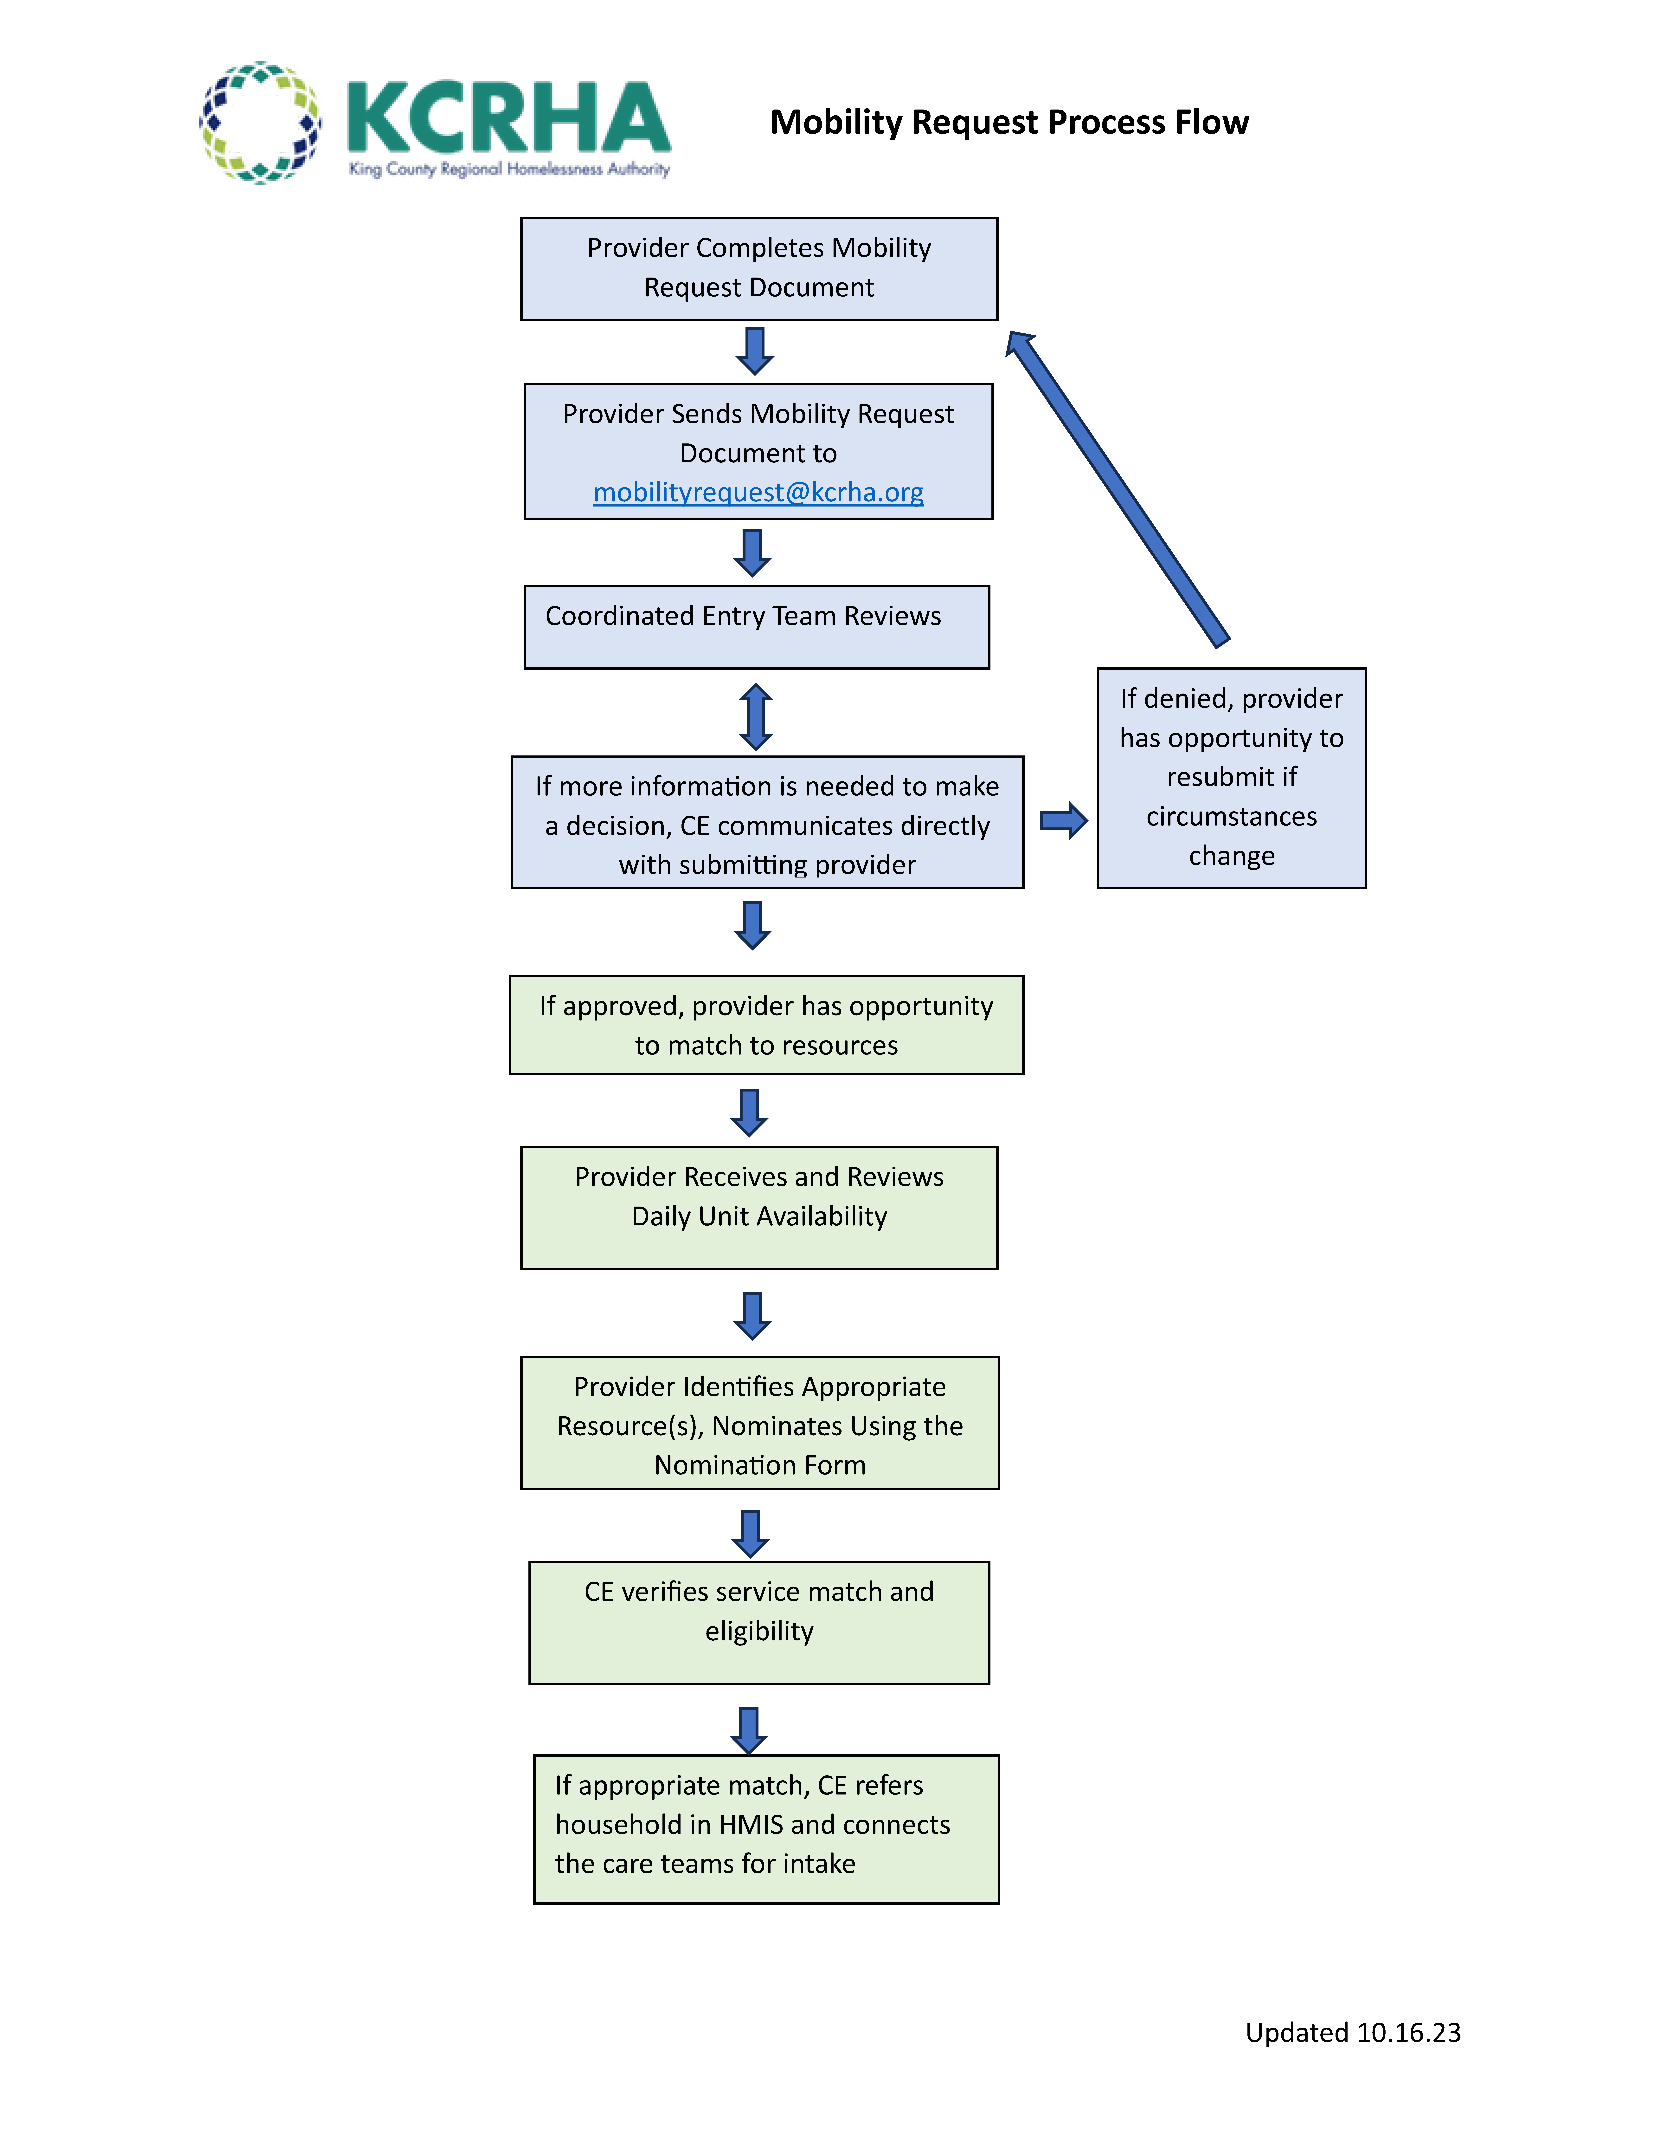 KCRHA
King County Regional Homelessness Authority
Mobility Request Process Flow
Provider Completes Mobility
Request Document
Provider Sends Mobility Request
Document to
mobilityrequest@kcrha.org
Coordinated Entry Team Reviews
If more information is needed to make
a decision, CE communicates directly
with submitting provider
If denied, provider
has opportunity to
resubmit if
circumstances
change
If approved, provider has opportunity
to match to resources
Provider Receives and Reviews
Daily Unit Availability
Provider Identifies Appropriate
Resource(s), Nominates Using the
Nomination Form
CE verifies service match and
eligibility
If appropriate match, CE refers
household in HMIS and connects
the care teams for intake
Updated 10.16.23